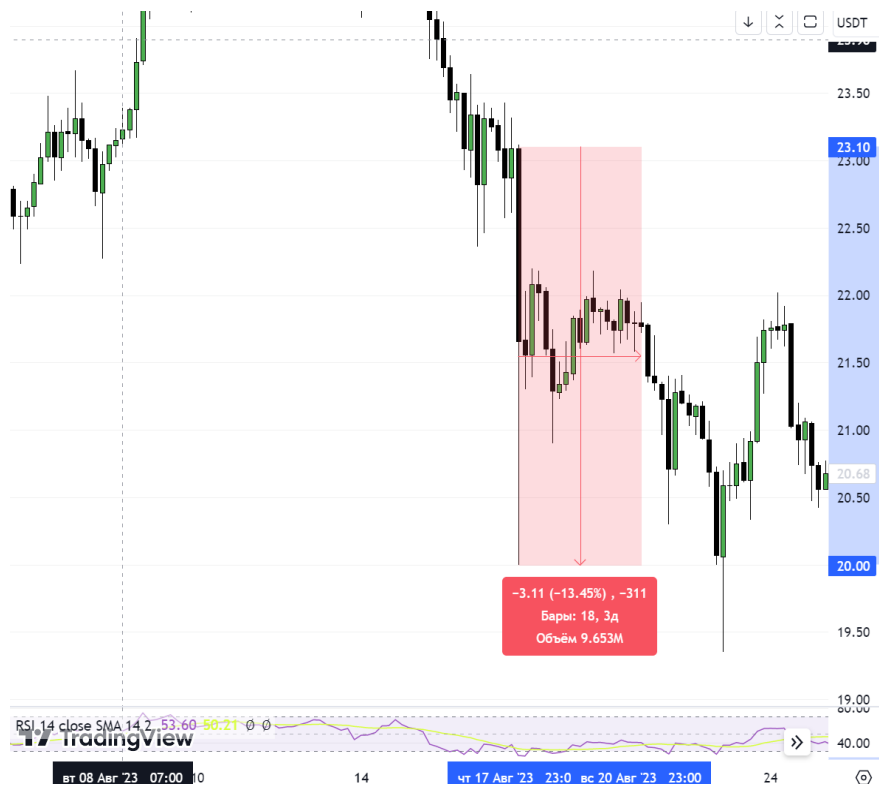 USDT
23.90
23.50
23.10
23.00
22.50
22.00
21.50
21.00
20.68
20.50
20.00
−3.11 (−13.45%) , −311
Бары: 18, 3д
Объём 9.653M
19.50
19.00
80.00
RSI 14 close SMA 14 2 53.60 50.21 Ø Ø
TradingView
40.00
вт 08 Авг '23 07:00 10 14 чт 17 Авг '23 23:0 вс 20 Авг '23 23:00 24